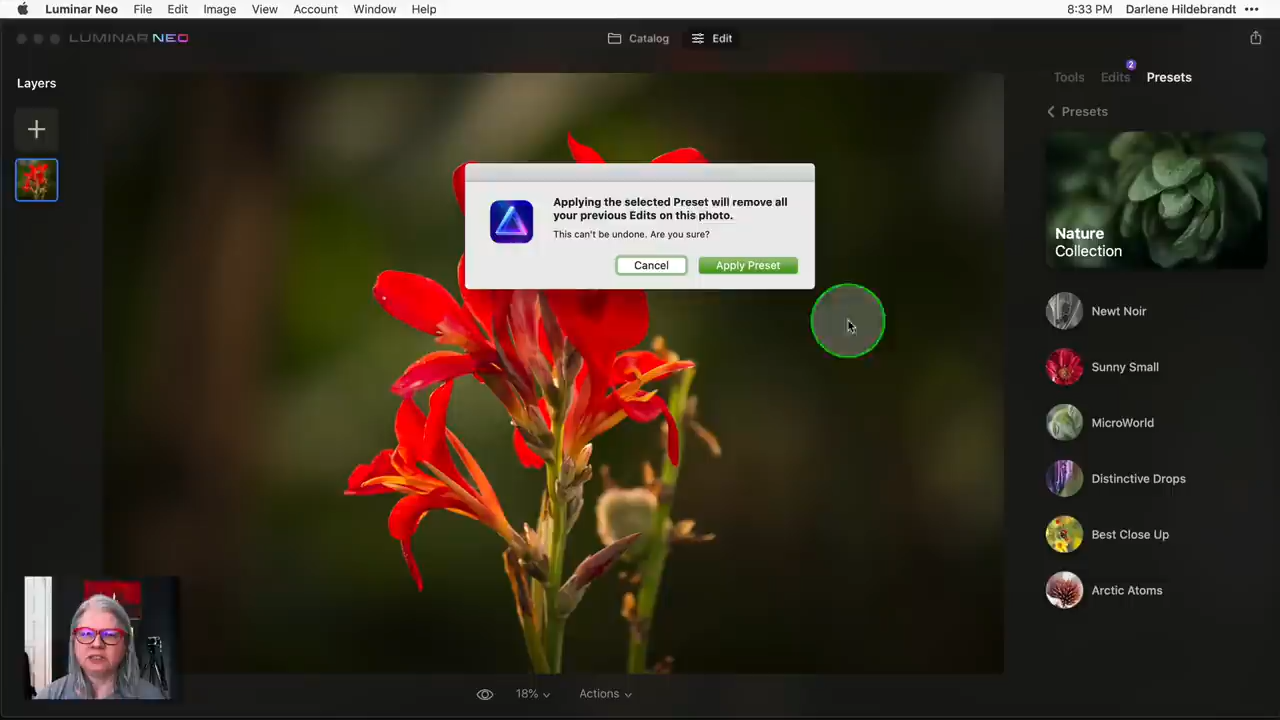 Luminar Neo File Edit Image View Account Window Help 8:33 PM Darlene Hildebrandt
LUMINAR NEO Catalog Edit
Layers
2
Tools Edits Presets
Presets
Nature
Collection
Applying the selected Preset will remove all
your previous Edits on this photo.
This can't be undone. Are you sure?
Cancel Apply Preset
Newt Noir
Sunny Small
MicroWorld
Distinctive Drops
Best Close Up
Arctic Atoms
18% Actions